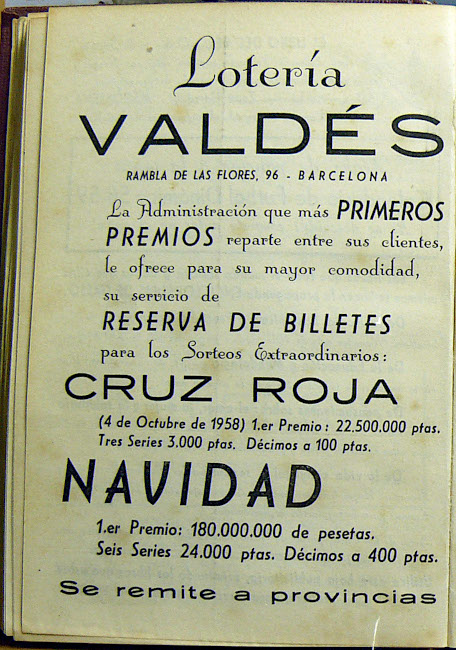 Lotería
VALDÉS
RAMBLA DE LAS FLORES, 96 - BARCELONA
La Administración que más PRIMEROS
PREMIOS reparte entre sus clientes,
le ofrece para su mayor comodidad,
su servicio de
RESERVA DE BILLETES
para los Sorteos Extraordinarios:
CRUZ ROJA
(4 de Octubre de 1958) 1.er Premio: 22.500.000 ptas.
Tres Series 3.000 ptas. Décimos a 100 ptas.
NAVIDAD
1.er Premio: 180.000.000 de pesetas.
Seis Series 24.000 ptas. Décimos a 400 ptas.
Se remite a provincias